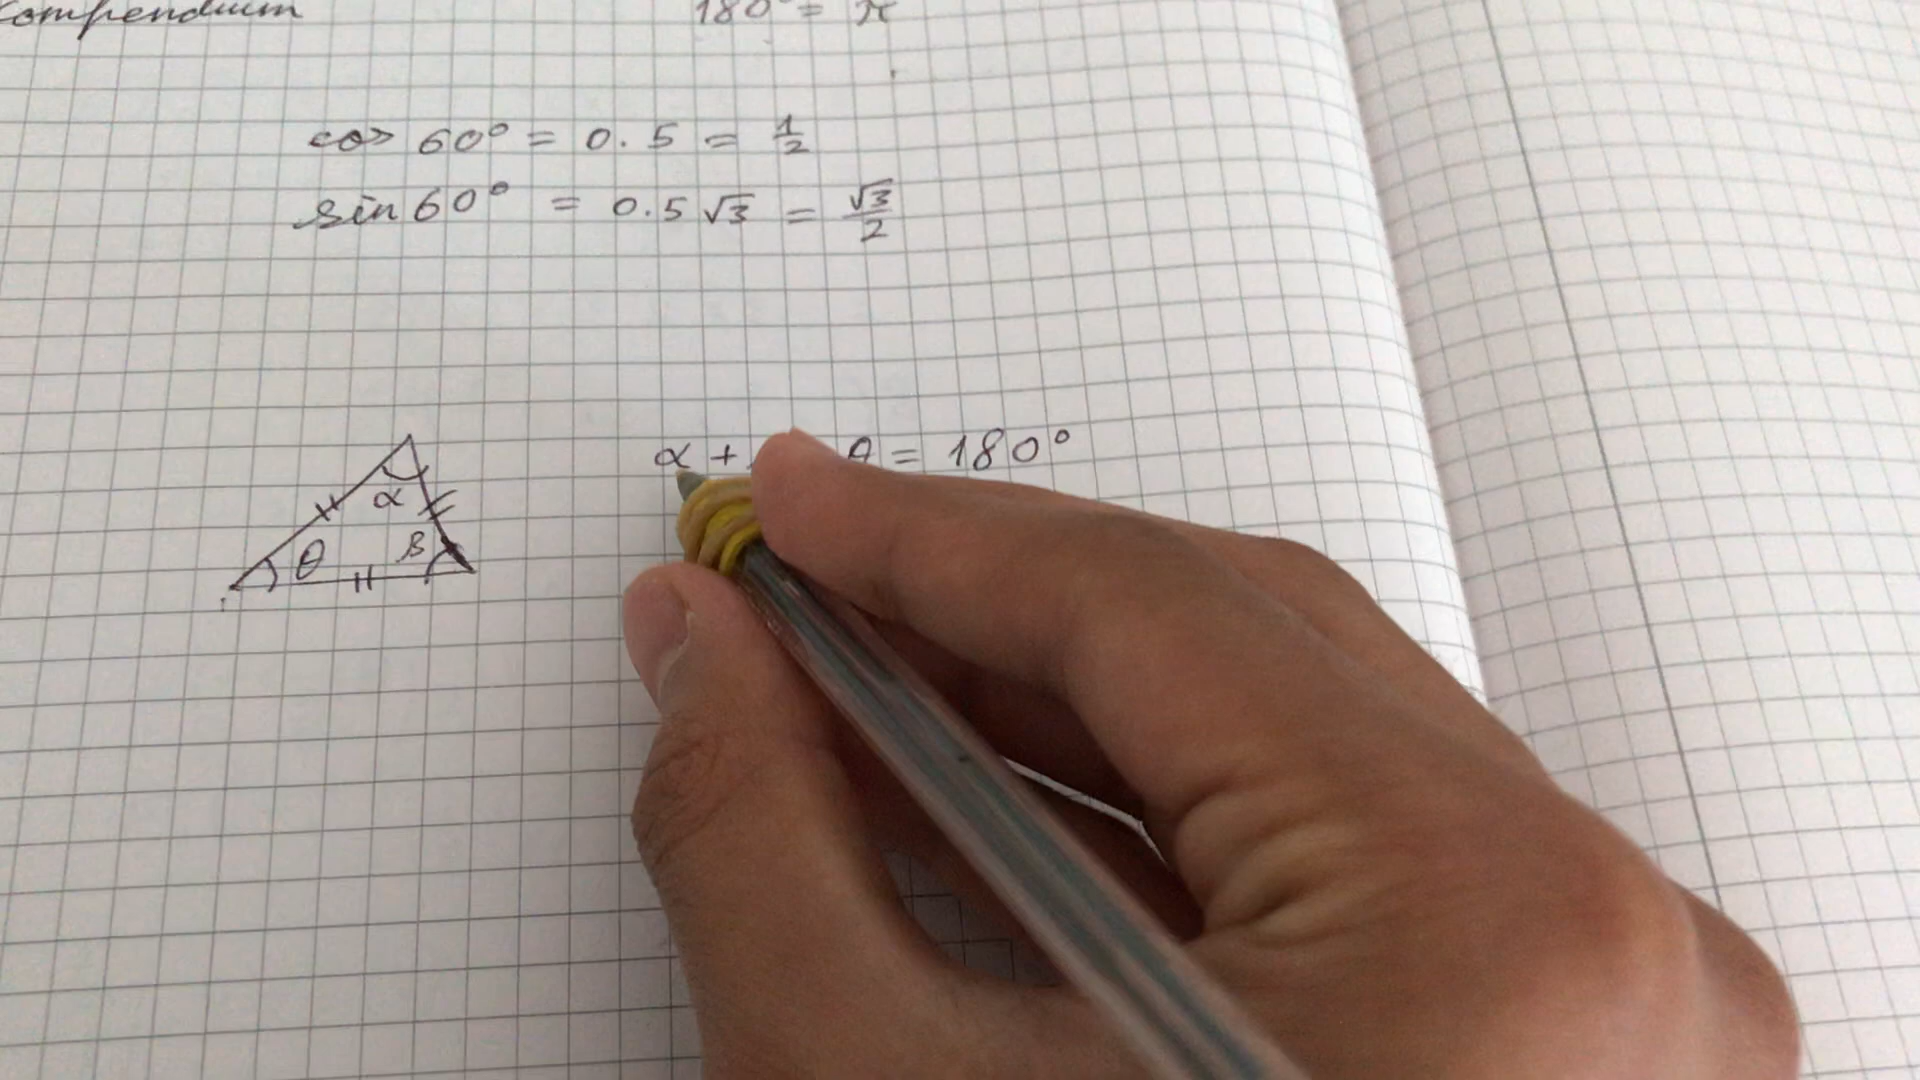 Compendium 180° = π
cos 60° = 0.5 = 1/2
sin 60° = 0.5 √3 = √3/2
α + θ = 180°
α
θ β